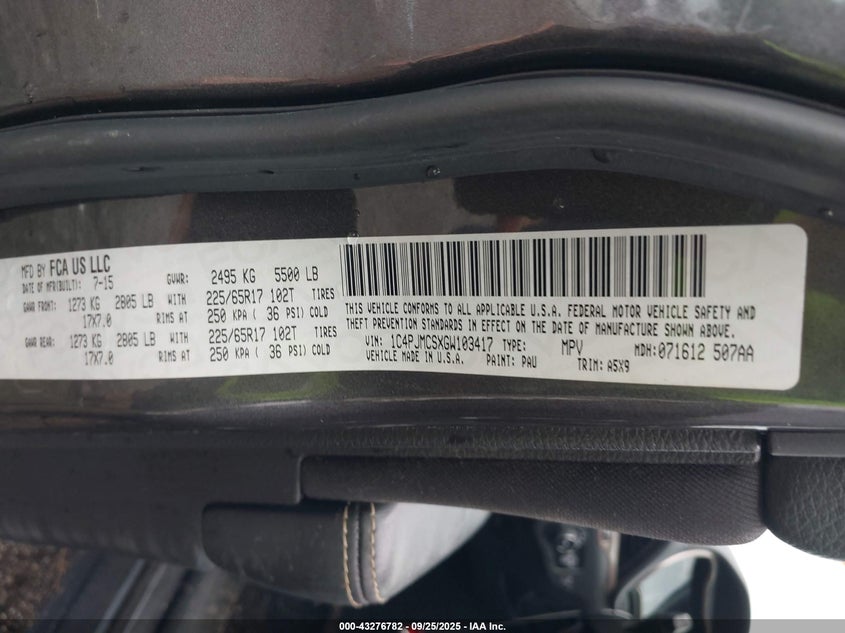 MFD BY FCA US LLC
DATE OF MFR(BUILT): 7-15 GVWR: 2495 KG 5500 LB
GAWR FRONT: 1273 KG 2805 LB WITH 225/65R17 102T TIRES
17X7.0 RIMS AT 250 KPA ( 36 PSI) COLD
GAWR REAR: 1273 KG 2805 LB WITH 225/65R17 102T TIRES
17X7.0 RIMS AT 250 KPA ( 36 PSI) COLD
THIS VEHICLE CONFORMS TO ALL APPLICABLE U.S.A. FEDERAL MOTOR VEHICLE SAFETY AND
THEFT PREVENTION STANDARDS IN EFFECT ON THE DATE OF MANUFACTURE SHOWN ABOVE.
VIN: 1C4PJMCSXGW103417 TYPE: MPV MDH: 071612 507AA
VEHICLE MADE IN U.S.A. PAINT: PAU TRIM: A5X9
000-43276782 - 09/25/2025 - IAA Inc.